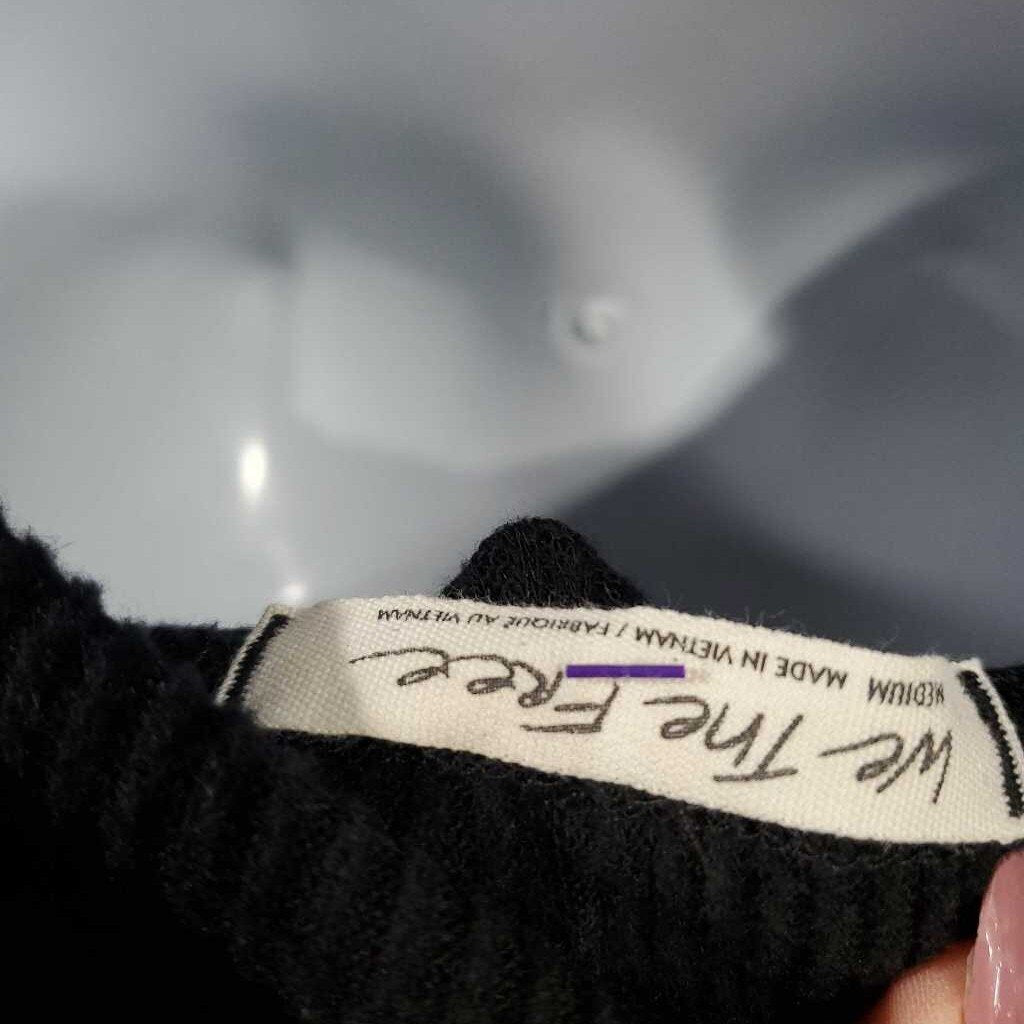 We The Free
MEDIUM MADE IN VIETNAM / FABRIQUÉ AU VIETNAM